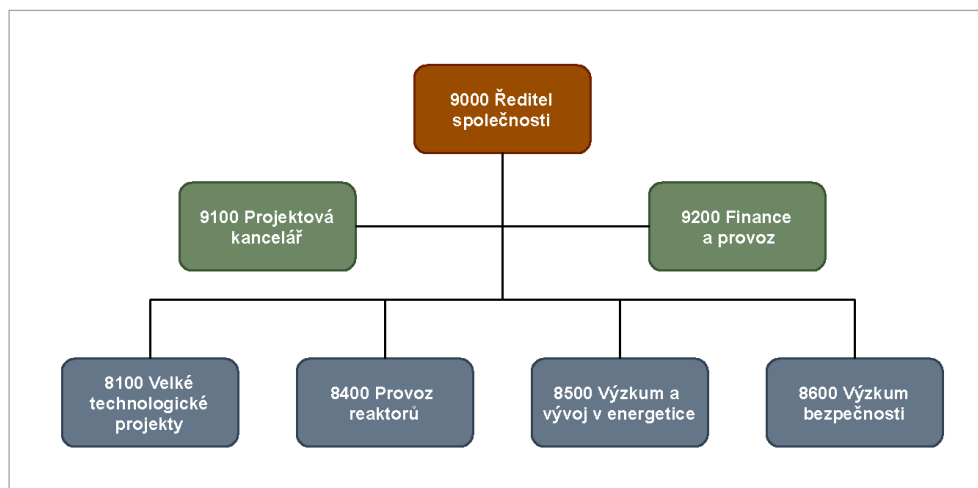 9000 Ředitel
společnosti
9100 Projektová
kancelář
9200 Finance
a provoz
8100 Velké
technologické
projekty
8400 Provoz
reaktorů
8500 Výzkum a
vývoj v energetice
8600 Výzkum
bezpečnosti